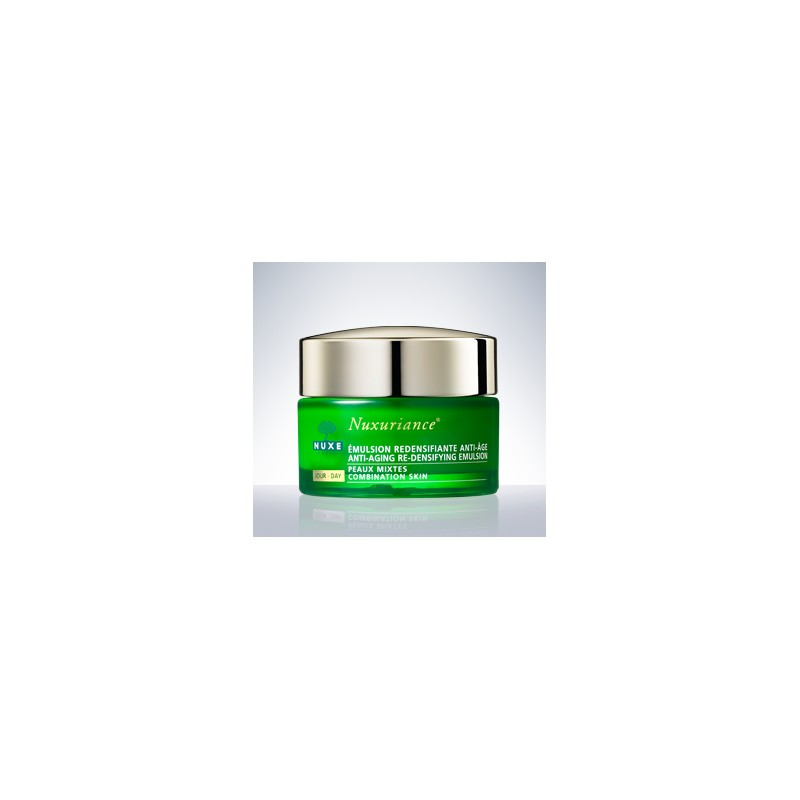 Nuxuriance®
NUXE
ÉMULSION REDENSIFIANTE ANTI-ÂGE
ANTI-AGING RE-DENSIFYING EMULSION
JOUR - DAY
PEAUX MIXTES
COMBINATION SKIN